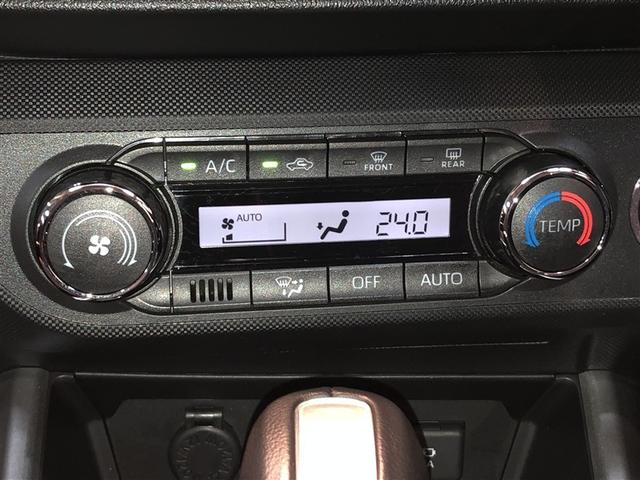 A/C
FRONT
REAR
AUTO
24.0
TEMP
OFF
AUTO